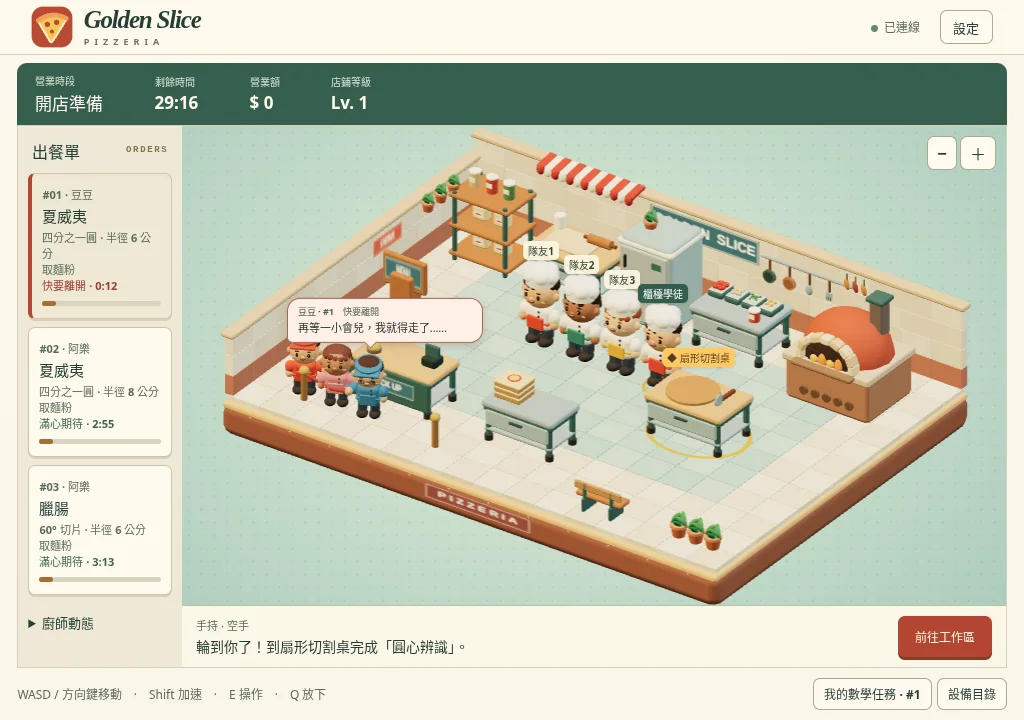 Golden Slice
PIZZERIA
已連線
設定
營業時段
開店準備
剩餘時間
29:16
營業額
$ 0
店鋪等級
Lv. 1
出餐單
ORDERS
#01 · 豆豆
夏威夷
四分之一圓 · 半徑 6 公
分
取麵粉
快要離開 · 0:12
#02 · 阿樂
夏威夷
四分之一圓 · 半徑 8 公分
取麵粉
滿心期待 · 2:55
#03 · 阿樂
臘腸
60° 切片 · 半徑 6 公分
取麵粉
滿心期待 · 3:13
▶ 廚師動態
−
+
SLICE
隊友1
隊友2
隊友3
櫃檯學徒
豆豆 · #1 快要離開
再等一小會兒，我就得走了……
◆ 扇形切割桌
PIZZERIA
手持 · 空手
輪到你了！到扇形切割桌完成「圓心辨識」。
前往工作區
WASD / 方向鍵移動 · Shift 加速 · E 操作 · Q 放下
我的數學任務 · #1
設備目錄